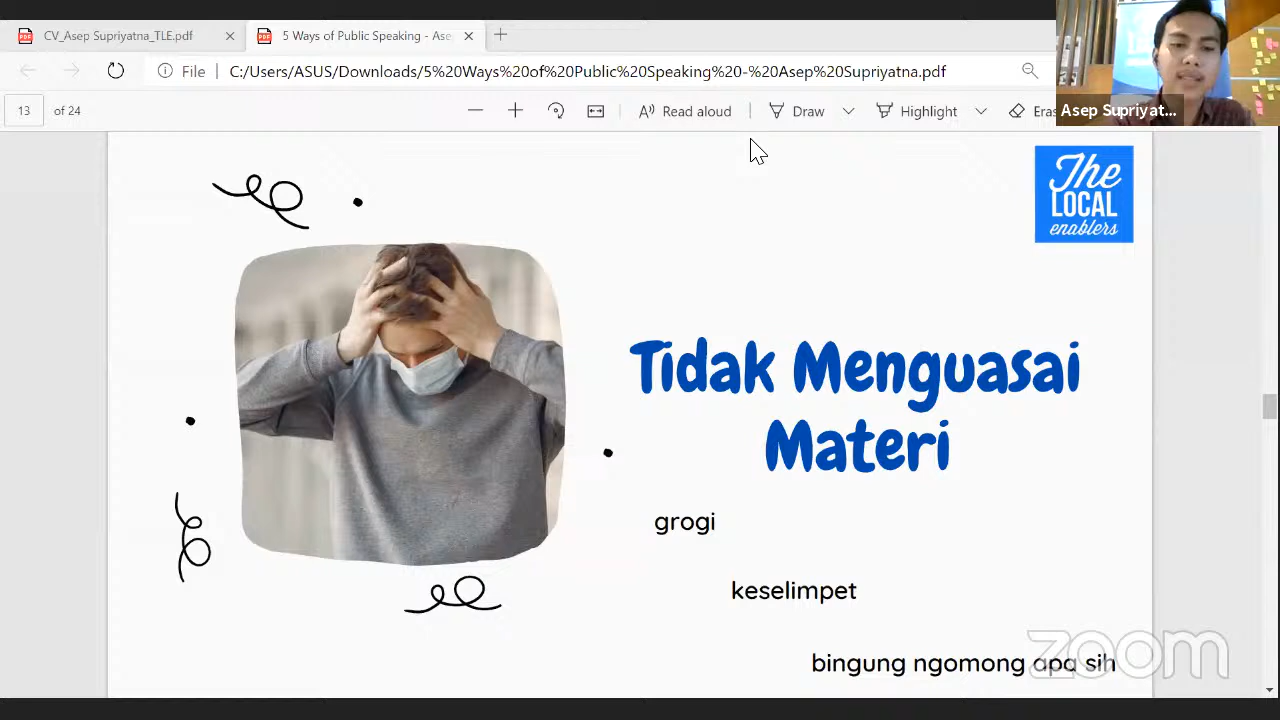 CV_Asep Supriyatna_TLE.pdf
5 Ways of Public Speaking - Ase
File
C:/Users/ASUS/Downloads/5%20Ways%20of%20Public%20Speaking%20-%20Asep%20Supriyatna.pdf
13 of 24
Read aloud
Draw
Highlight
Eras
Asep Supriyat...
The
LOCAL
enablers
Tidak Menguasai
Materi
grogi
keselimpet
bingung ngomong apa sih
zoom